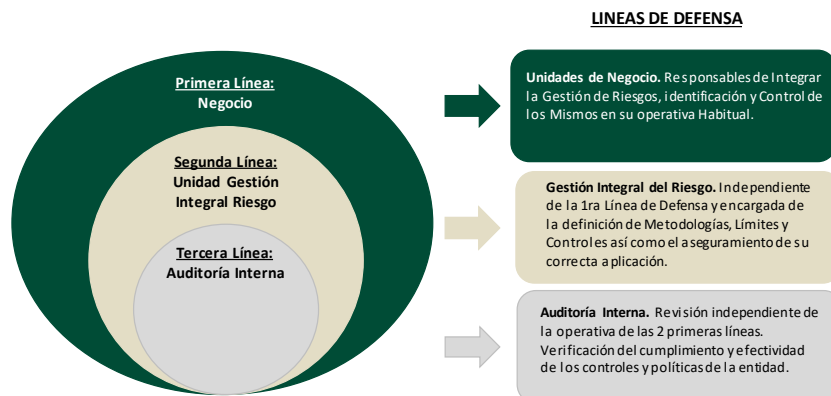 LINEAS DE DEFENSA
Primera Línea:
Negocio
Unidades de Negocio. Responsables de Integrar
la Gestión de Riesgos, identificación y Control de
los Mismos en su operativa Habitual.
Segunda Línea:
Unidad Gestión
Integral Riesgo
Gestión Integral del Riesgo. Independiente
de la 1ra Línea de Defensa y encargada de
la definición de Metodologías, Límites y
Controles así como el aseguramiento de su
correcta aplicación.
Tercera Línea:
Auditoría Interna
Auditoría Interna. Revisión independiente de
la operativa de las 2 primeras líneas.
Verificación del cumplimiento y efectividad
de los controles y políticas de la entidad.